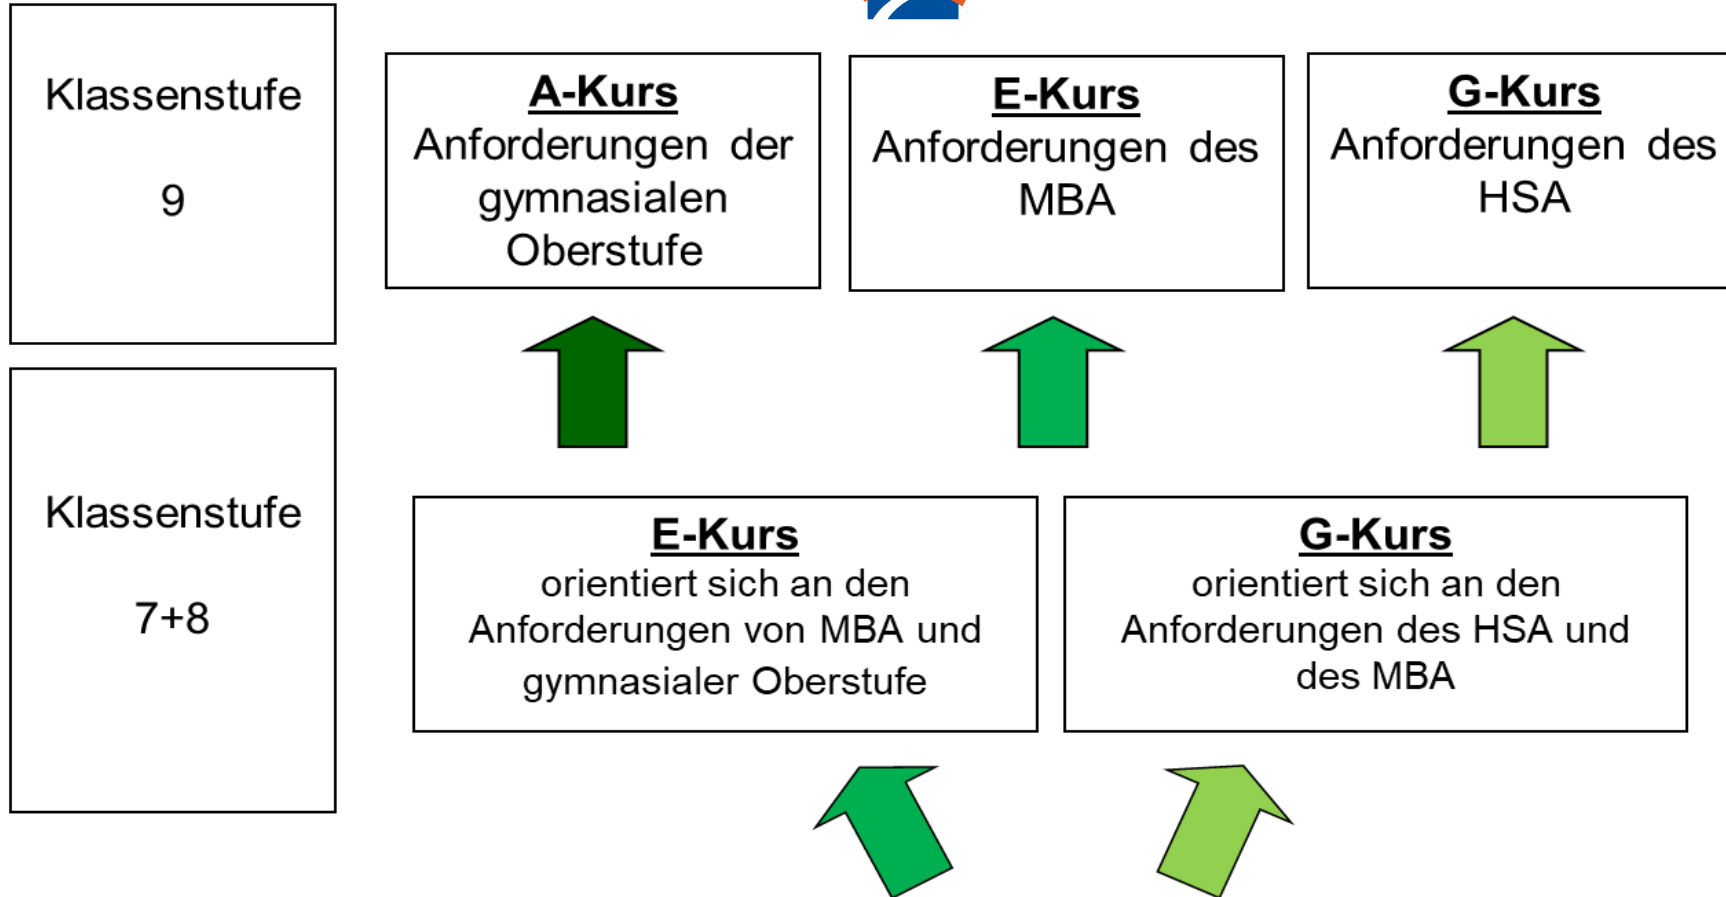 Klassenstufe
9
A-Kurs
Anforderungen der
gymnasialen
Oberstufe
E-Kurs
Anforderungen des
MBA
G-Kurs
Anforderungen des
HSA
Klassenstufe
7+8
E-Kurs
orientiert sich an den
Anforderungen von MBA und
gymnasialer Oberstufe
G-Kurs
orientiert sich an den
Anforderungen des HSA und
des MBA